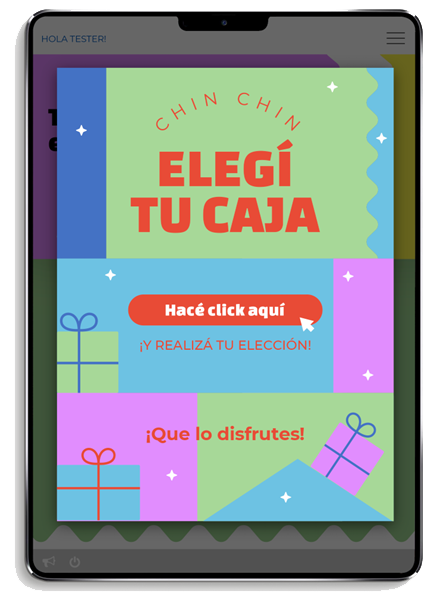 HOLA TESTER!
CHIN CHIN
ELEGÍ
TU CAJA
Hacé click aquí
¡Y REALIZÁ TU ELECCIÓN!
¡Que lo disfrutes!